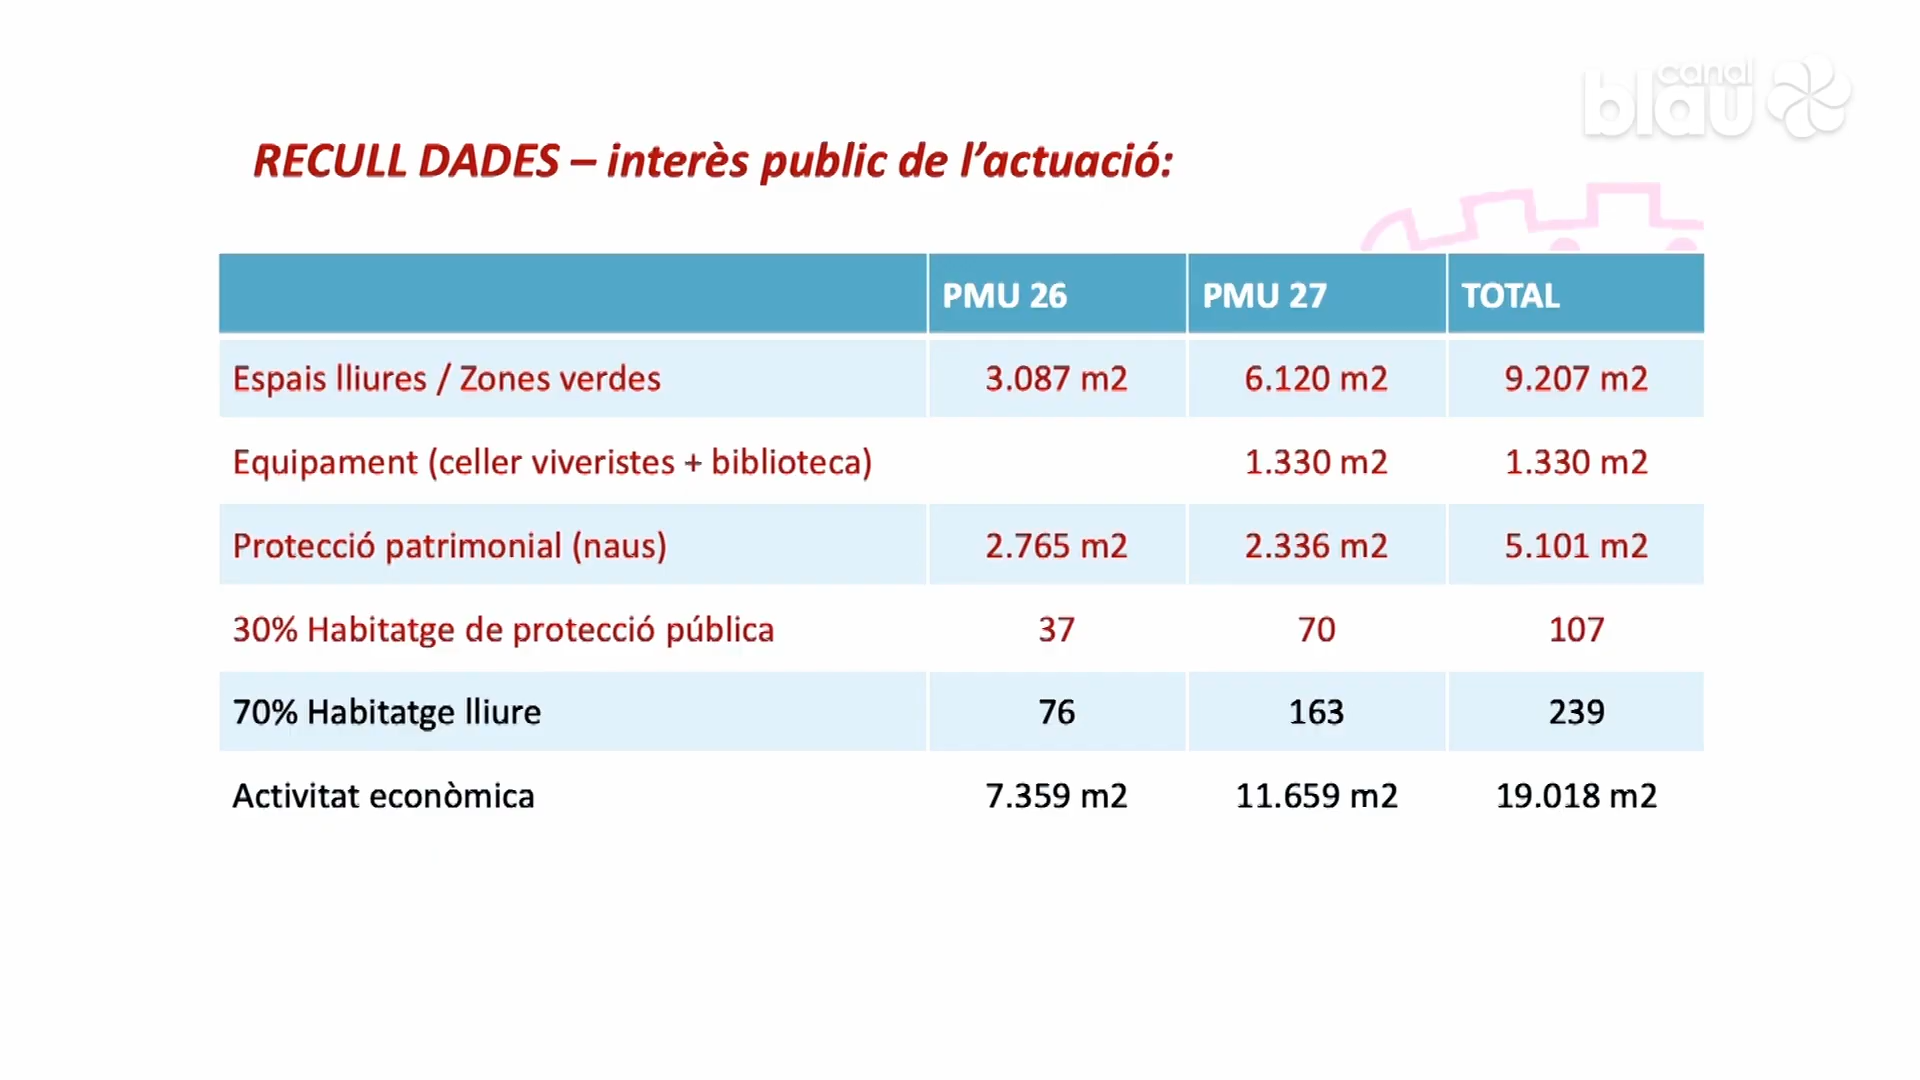 canal
blau
RECULL DADES – interès public de l’actuació:
PMU 26 PMU 27 TOTAL
Espais lliures / Zones verdes 3.087 m2 6.120 m2 9.207 m2
Equipament (celler viveristes + biblioteca) 1.330 m2 1.330 m2
Protecció patrimonial (naus) 2.765 m2 2.336 m2 5.101 m2
30% Habitatge de protecció pública 37 70 107
70% Habitatge lliure 76 163 239
Activitat econòmica 7.359 m2 11.659 m2 19.018 m2